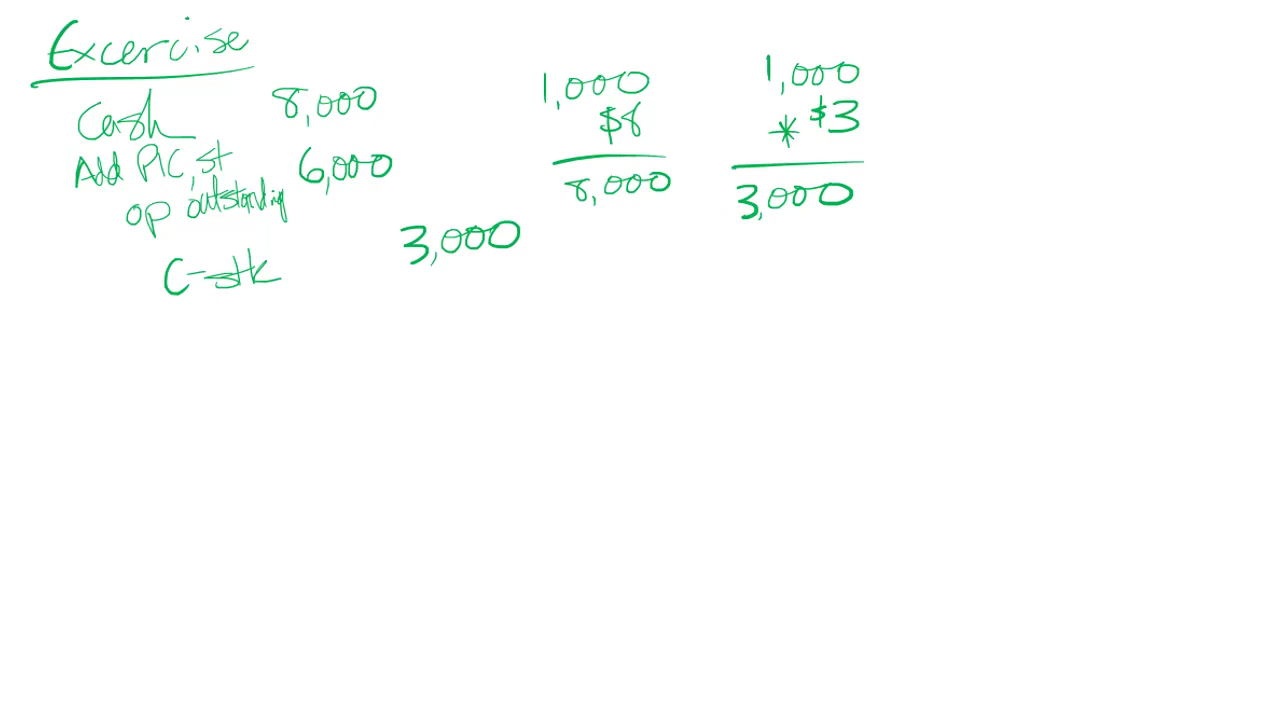 Excercise
Cash 8,000
Add PIC, st 6,000
op outstanding
C-stk 3,000
1,000
$8
8,000
1,000
* $3
3,000